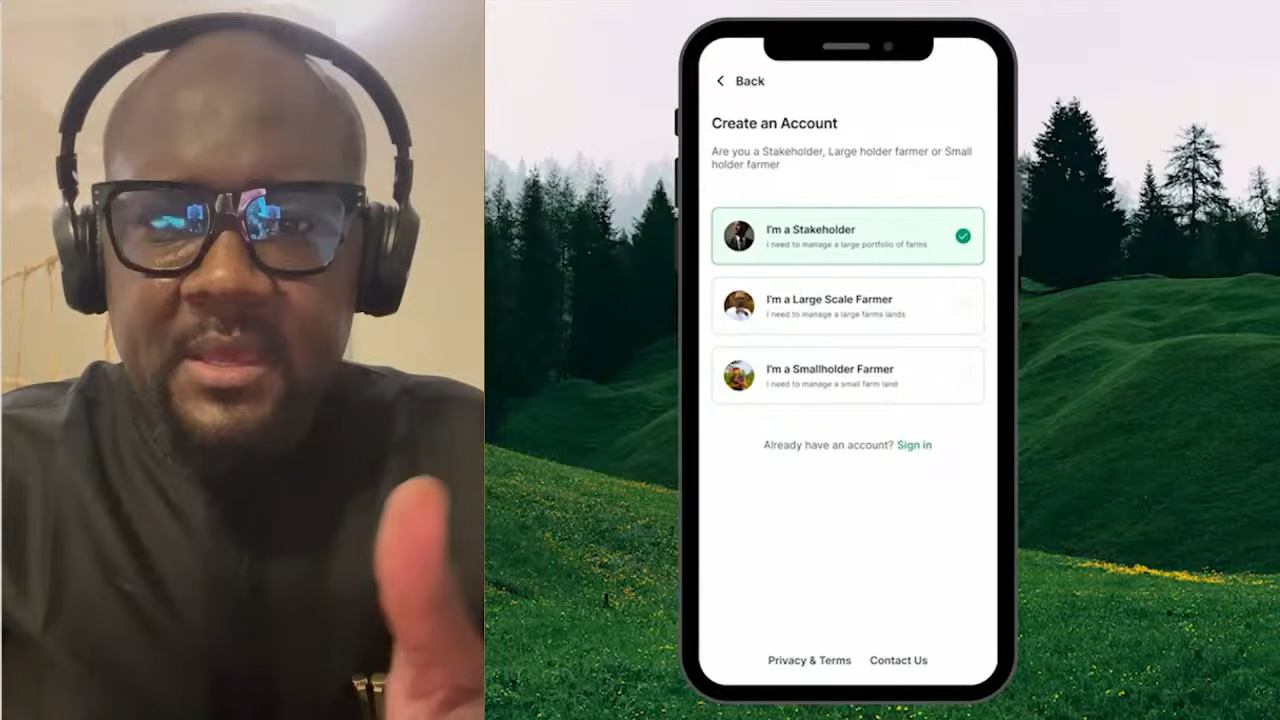 Back
Create an Account
Are you a Stakeholder, Large holder farmer or Small
holder farmer
I'm a Stakeholder
I need to manage a large portfolio of farms
I'm a Large Scale Farmer
I need to manage a large farms lands
I'm a Smallholder Farmer
I need to manage a small farm land
Already have an account? Sign in
Privacy & Terms Contact Us